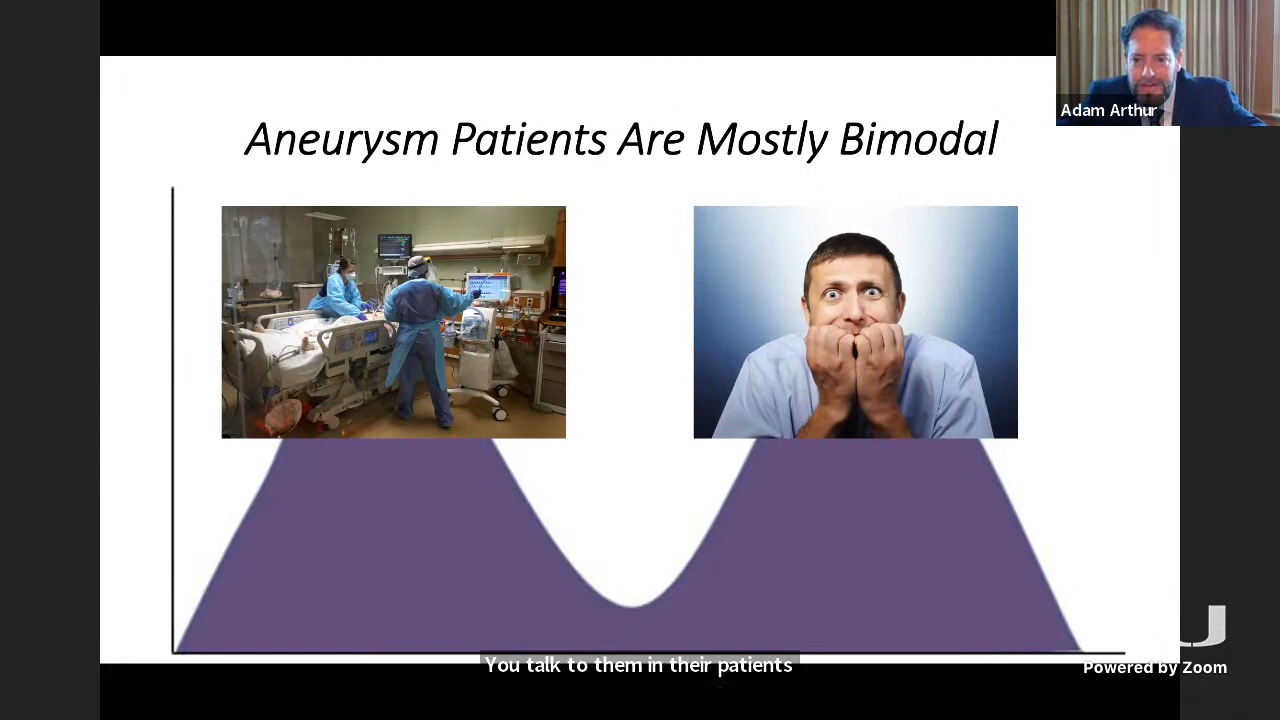 Adam Arthur
Aneurysm Patients Are Mostly Bimodal
You talk to them in their patients
Powered by Zoom